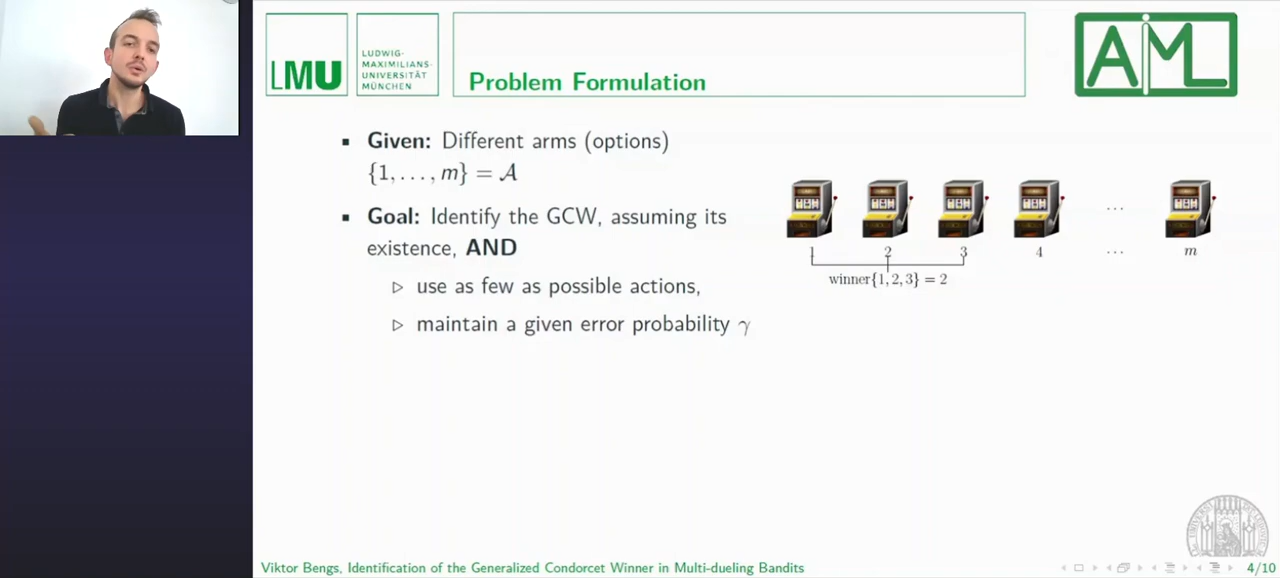 LMU
LUDWIG-
MAXIMILIANS-
UNIVERSITÄT
MÜNCHEN
Problem Formulation
AIML
Given: Different arms (options)
{1, . . . , m} = 𝒜
Goal: Identify the GCW, assuming its
existence, AND
use as few as possible actions,
maintain a given error probability γ
1 2 3 4 ... m
winner{1, 2, 3} = 2
Viktor Bengs, Identification of the Generalized Condorcet Winner in Multi-dueling Bandits
4/10